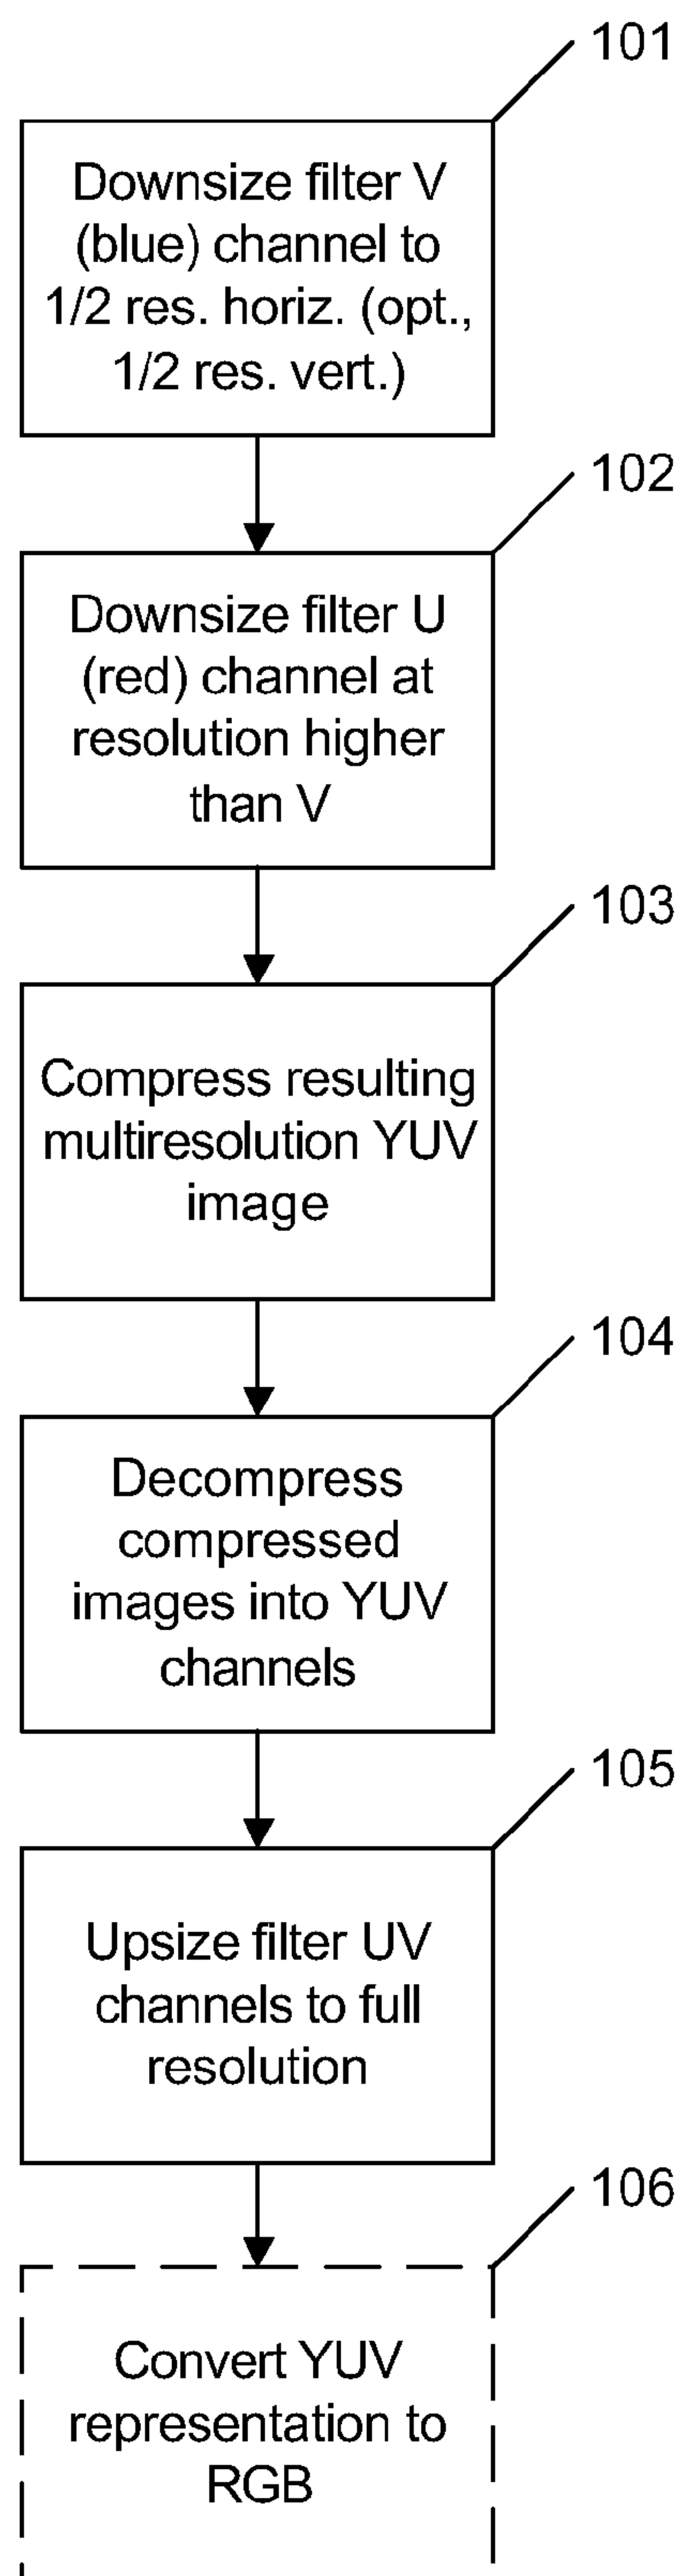 101
Downsize filter V
(blue) channel to
1/2 res. horiz. (opt.,
1/2 res. vert.)
102
Downsize filter U
(red) channel at
resolution higher
than V
103
Compress resulting
multiresolution YUV
image
104
Decompress
compressed
images into YUV
channels
105
Upsize filter UV
channels to full
resolution
106
Convert YUV
representation to
RGB